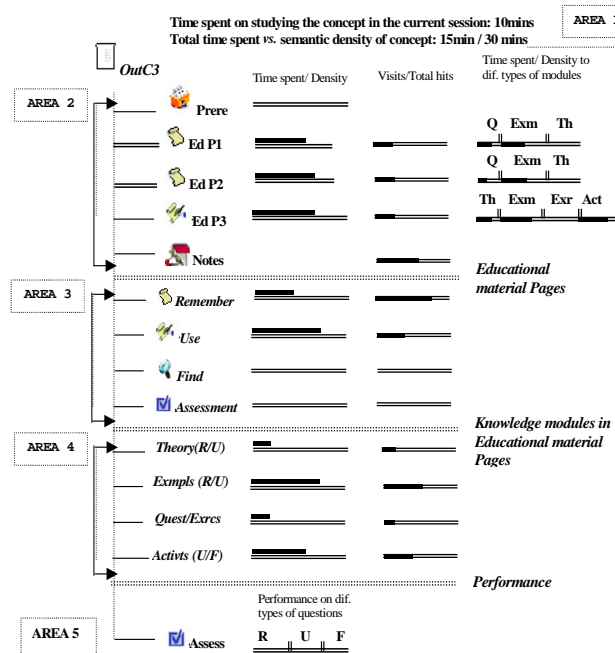 Time spent on studying the concept in the current session: 10mins
Total time spent vs. semantic density of concept: 15min / 30 mins
AREA
OutC3
Time spent/ Density
Visits/Total hits
Time spent/ Density to
dif. types of modules
AREA 2
Prere
Q Exm Th
Ed P1
Q Exm Th
Ed P2
Th Exm Exr Act
Ed P3
Notes
Educational
material Pages
AREA 3
Remember
Use
Find
Assessment
Knowledge modules in
Educational material
Pages
AREA 4
Theory(R/U)
Exmpls (R/U)
Quest/Exrcs
Activts (U/F)
Performance
Performance on dif.
types of questions
AREA 5
Assess
R U F